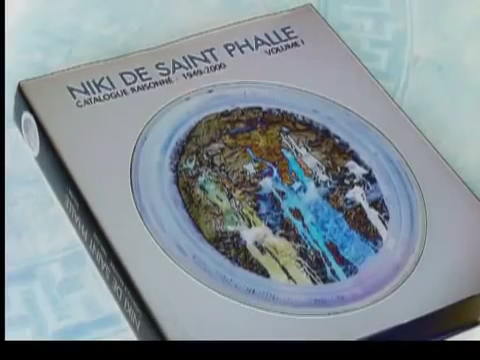 NIKI DE SAINT PHALLE
CATALOGUE RAISONNÉ : 1949-2000
VOLUME I
NIKI DE SAINT PHALLE